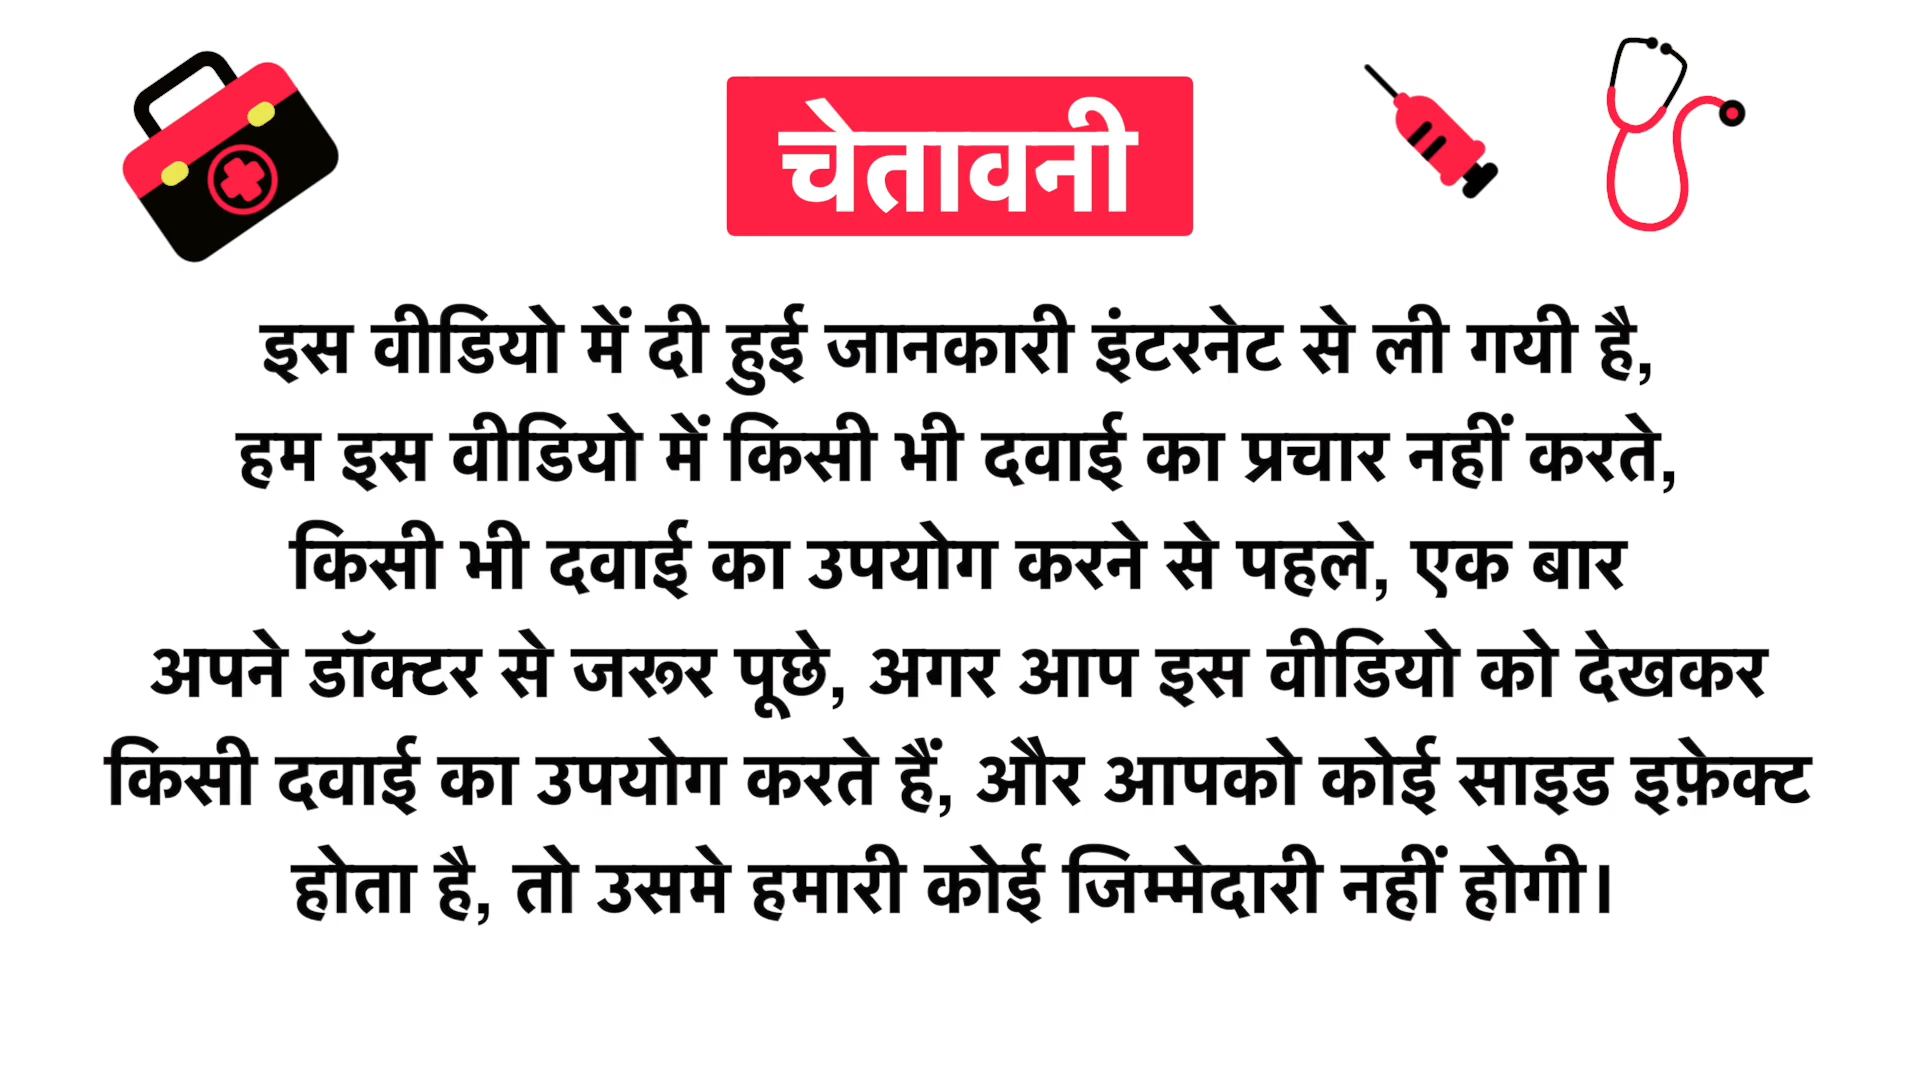 चेतावनी
इस वीडियो में दी हुई जानकारी इंटरनेट से ली गयी है,
हम इस वीडियो में किसी भी दवाई का प्रचार नहीं करते,
किसी भी दवाई का उपयोग करने से पहले, एक बार
अपने डॉक्टर से जरूर पूछे, अगर आप इस वीडियो को देखकर
किसी दवाई का उपयोग करते हैं, और आपको कोई साइड इफ़ेक्ट
होता है, तो उसमे हमारी कोई जिम्मेदारी नहीं होगी।